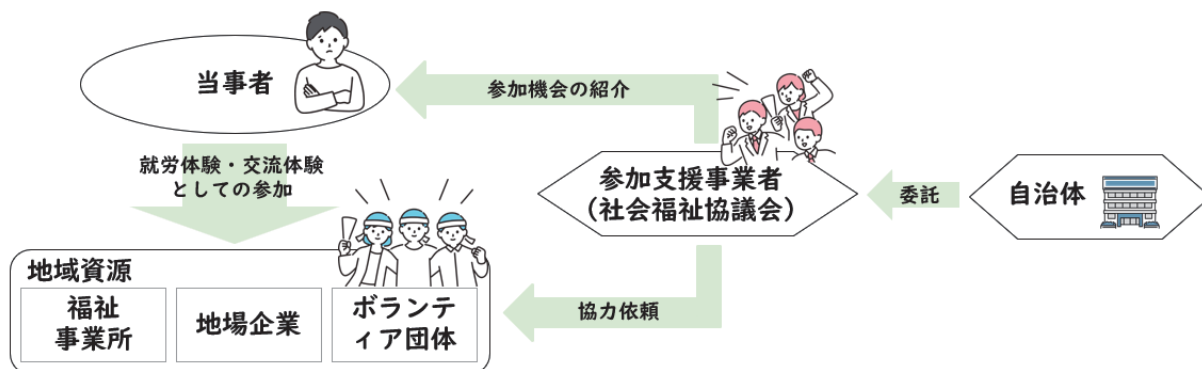 当事者
参加機会の紹介
就労体験・交流体験
としての参加
参加支援事業者
（社会福祉協議会）
委託
自治体
地域資源
福祉
事業所
地場企業
ボランテ
ィア団体
協力依頼